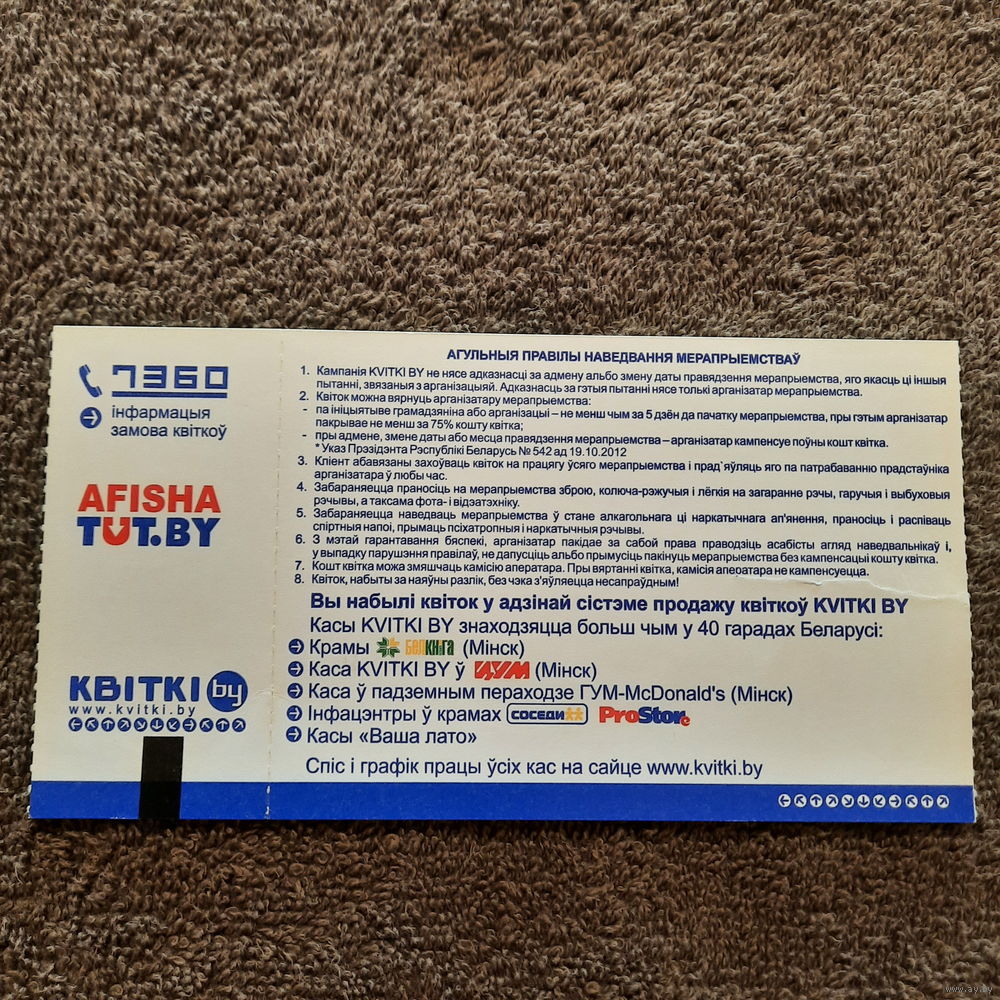 7360
інфармацыя
замова квіткоў
AFISHA
TUT.BY
КВІТКІ by
www.kvitki.by
АГУЛЬНЫЯ ПРАВІЛЫ НАВЕДВАННЯ МЕРАПРЫЕМСТВАЎ
1. Кампанія KVITKI BY не нясе адказнасці за адмену альбо змену даты правядзення мерапрыемства, яго якасць ці іншыя
пытанні, звязаныя з арганізацыяй. Адказнасць за гэтыя пытанні нясе толькі арганізатар мерапрыемства.
2. Квіток можна вярнуць арганізатару мерапрыемства:
- па ініцыятыве грамадзяніна або арганізацыі – не менш чым за 5 дзён да пачатку мерапрыемства, пры гэтым арганізатар
пакрывае не менш за 75% кошту квітка;
- пры адмене, змене даты або месца правядзення мерапрыемства – арганізатар кампенсуе поўны кошт квітка.
* Указ Прэзідэнта Рэспублікі Беларусь № 542 ад 19.10.2012
3. Кліент абавязаны захоўваць квіток на працягу ўсяго мерапрыемства і прад'яўляць яго па патрабаванню прадстаўніка
арганізатара ў любы час.
4. Забараняецца праносіць на мерапрыемства зброю, колюча-рэжучыя і лёгкія на загаранне рэчы, гаручыя і выбуховыя
рэчывы, а таксама фота- і відэатэхніку.
5. Забараняецца наведваць мерапрыемства ў стане алкагольнага ці наркатычнага ап'янення, праносіць і распіваць
спіртныя напоі, прымаць псіхатропныя і наркатычныя рэчывы.
6. З мэтай гарантавання бяспекі, арганізатар пакідае за сабой права праводзіць асабісты агляд наведвальнікаў і,
у выпадку парушэння правілаў, не дапусціць альбо прымусіць пакінуць мерапрыемства без кампенсацыі кошту квітка.
7. Кошт квітка можа змяшчаць камісію аператара. Пры вяртанні квітка, камісія аператара не кампенсуецца.
8. Квіток, набыты за наяўны разлік, без чэка з'яўляецца несапраўдным!
Вы набылі квіток у адзінай сістэме продажу квіткоў KVITKI BY
Касы KVITKI BY знаходзяцца больш чым у 40 гарадах Беларусі:
Крамы белкнiга (Мінск)
Каса KVITKI BY ў ЦУМ (Мінск)
Каса ў падземным пераходзе ГУМ-McDonald's (Мінск)
Інфацэнтры ў крамах СОСЕДИ ProStore
Касы «Ваша лато»
Спіс і графік працы ўсіх кас на сайце www.kvitki.by
www.ay.by